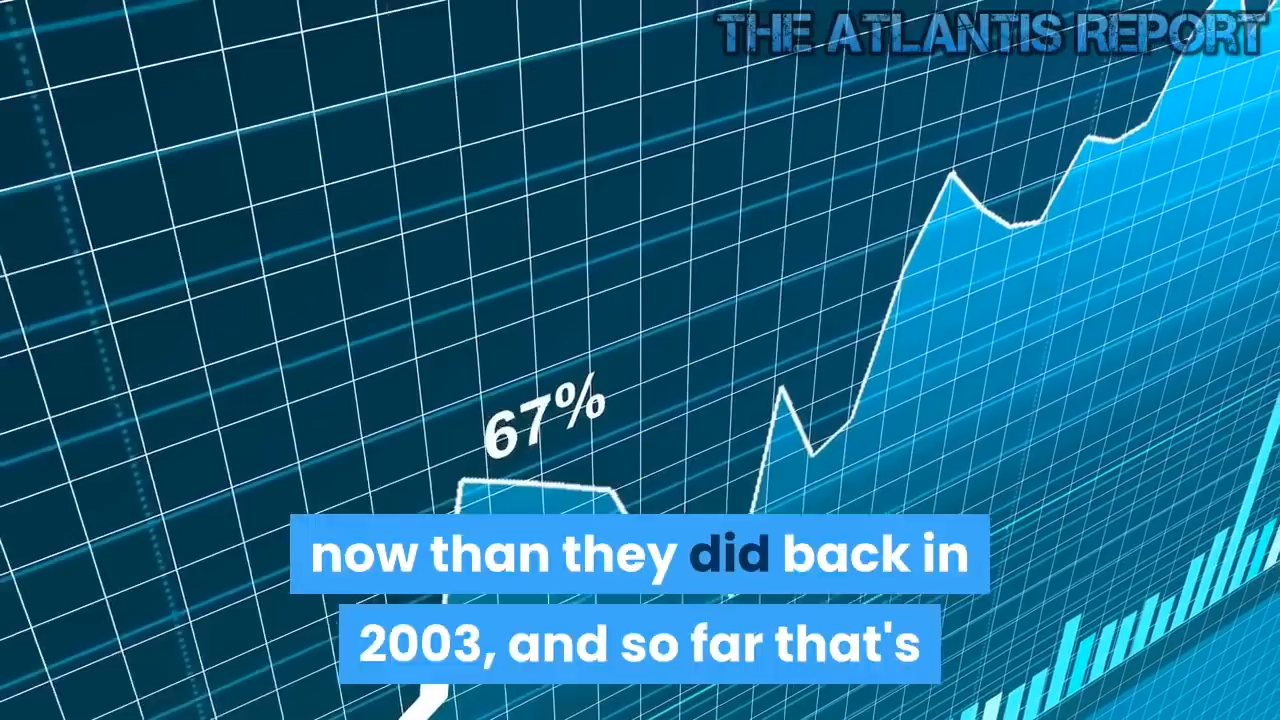 THE ATLANTIS REPORT
67%
now than they did back in
2003, and so far that's